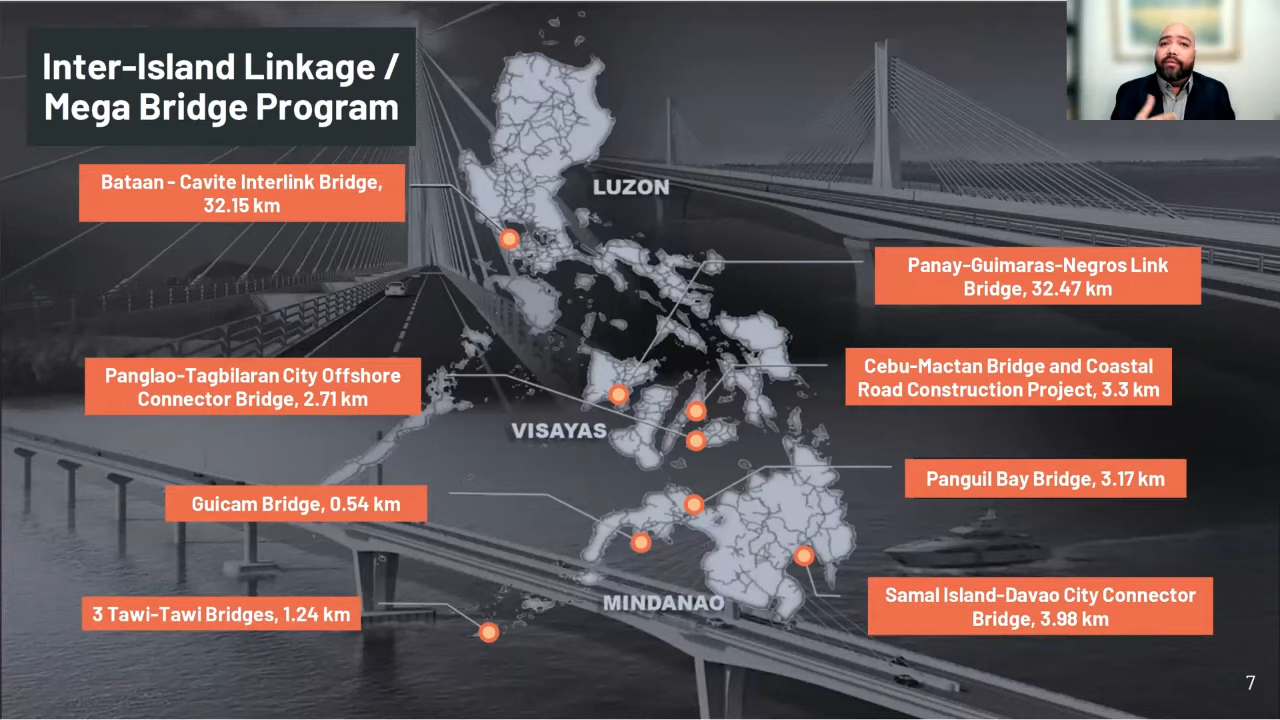 Inter-Island Linkage /
Mega Bridge Program
Bataan - Cavite Interlink Bridge,
32.15 km
LUZON
Panay-Guimaras-Negros Link
Bridge, 32.47 km
Panglao-Tagbilaran City Offshore
Connector Bridge, 2.71 km
Cebu-Mactan Bridge and Coastal
Road Construction Project, 3.3 km
VISAYAS
Panguil Bay Bridge, 3.17 km
Guicam Bridge, 0.54 km
3 Tawi-Tawi Bridges, 1.24 km
MINDANAO
Samal Island-Davao City Connector
Bridge, 3.98 km
7